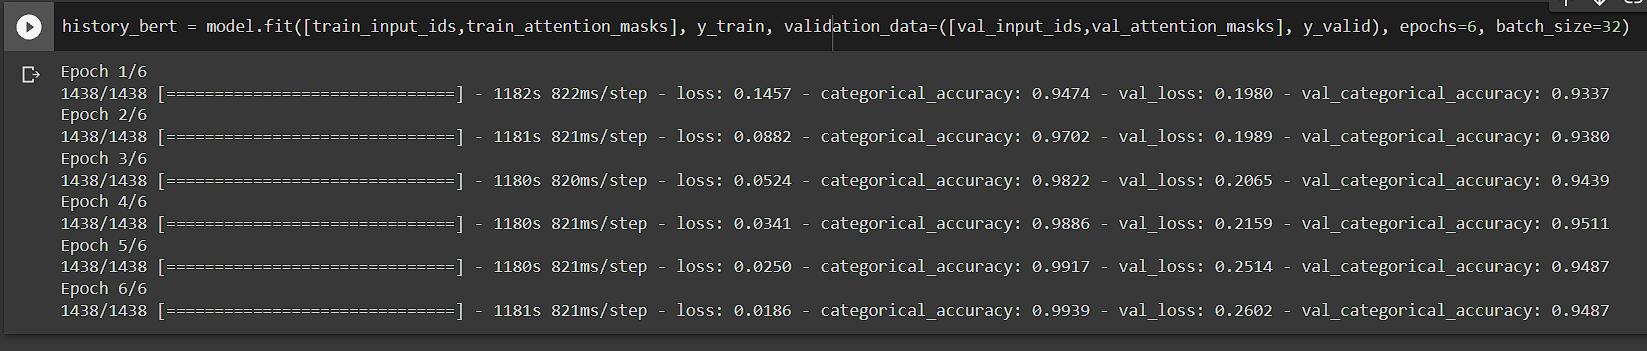 history_bert = model.fit([train_input_ids,train_attention_masks], y_train, validation_data=([val_input_ids,val_attention_masks], y_valid), epochs=6, batch_size=32)
Epoch 1/6
1438/1438 [==============================] - 1182s 822ms/step - loss: 0.1457 - categorical_accuracy: 0.9474 - val_loss: 0.1980 - val_categorical_accuracy: 0.9337
Epoch 2/6
1438/1438 [==============================] - 1181s 821ms/step - loss: 0.0882 - categorical_accuracy: 0.9702 - val_loss: 0.1989 - val_categorical_accuracy: 0.9380
Epoch 3/6
1438/1438 [==============================] - 1180s 820ms/step - loss: 0.0524 - categorical_accuracy: 0.9822 - val_loss: 0.2065 - val_categorical_accuracy: 0.9439
Epoch 4/6
1438/1438 [==============================] - 1180s 821ms/step - loss: 0.0341 - categorical_accuracy: 0.9886 - val_loss: 0.2159 - val_categorical_accuracy: 0.9511
Epoch 5/6
1438/1438 [==============================] - 1180s 821ms/step - loss: 0.0250 - categorical_accuracy: 0.9917 - val_loss: 0.2514 - val_categorical_accuracy: 0.9487
Epoch 6/6
1438/1438 [==============================] - 1181s 821ms/step - loss: 0.0186 - categorical_accuracy: 0.9939 - val_loss: 0.2602 - val_categorical_accuracy: 0.9487